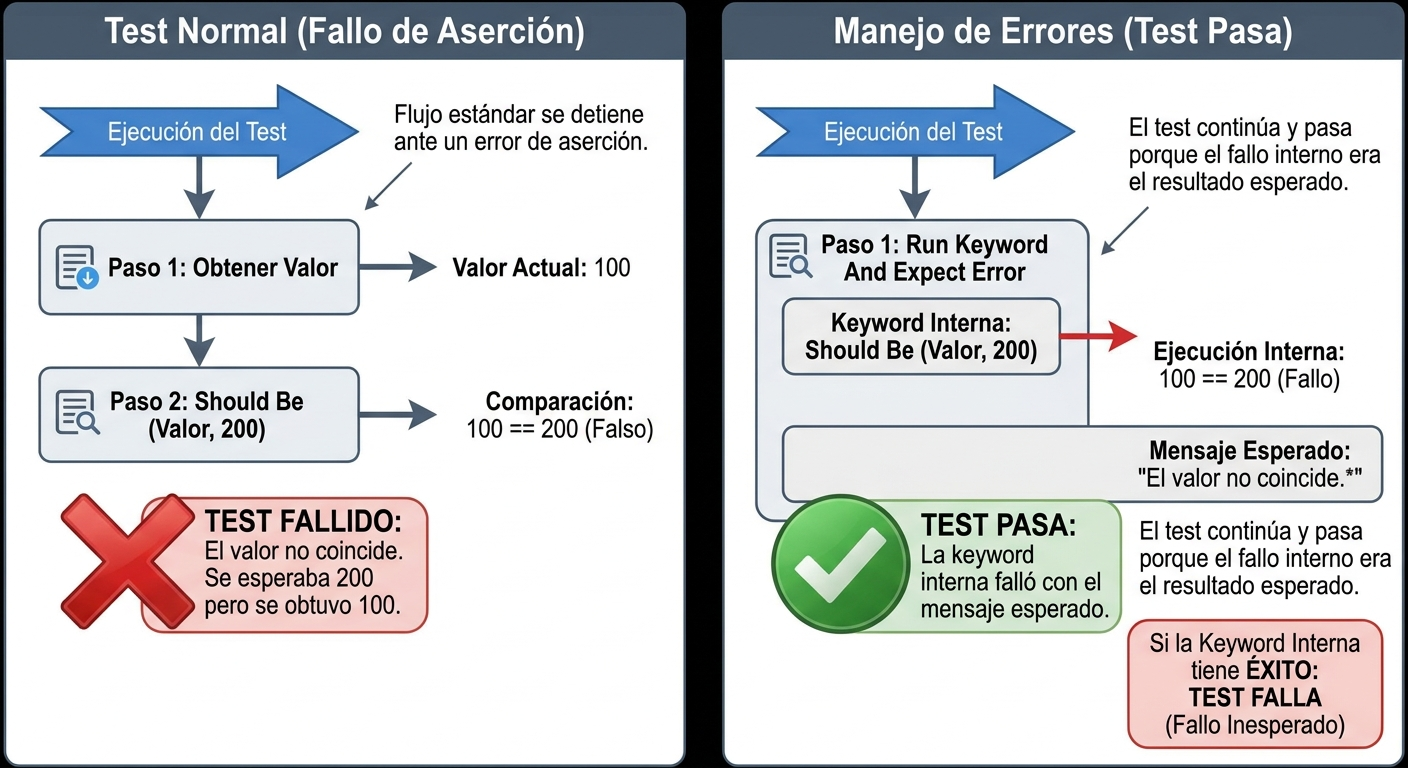 Test Normal (Fallo de Aserción)
Ejecución del Test
Flujo estándar se detiene
ante un error de aserción.
Paso 1: Obtener Valor
Valor Actual: 100
Paso 2: Should Be
(Valor, 200)
Comparación:
100 == 200 (Falso)
TEST FALLIDO:
El valor no coincide.
Se esperaba 200
pero se obtuvo 100.
Manejo de Errores (Test Pasa)
Ejecución del Test
El test continúa y pasa
porque el fallo interno era
el resultado esperado.
Paso 1: Run Keyword
And Expect Error
Keyword Interna:
Should Be (Valor, 200)
Ejecución Interna:
100 == 200 (Fallo)
Mensaje Esperado:
"El valor no coincide.*"
TEST PASA:
La keyword
interna falló con el
mensaje esperado.
El test continúa y pasa
porque el fallo interno era
el resultado esperado.
Si la Keyword Interna
tiene ÉXITO:
TEST FALLA
(Fallo Inesperado)